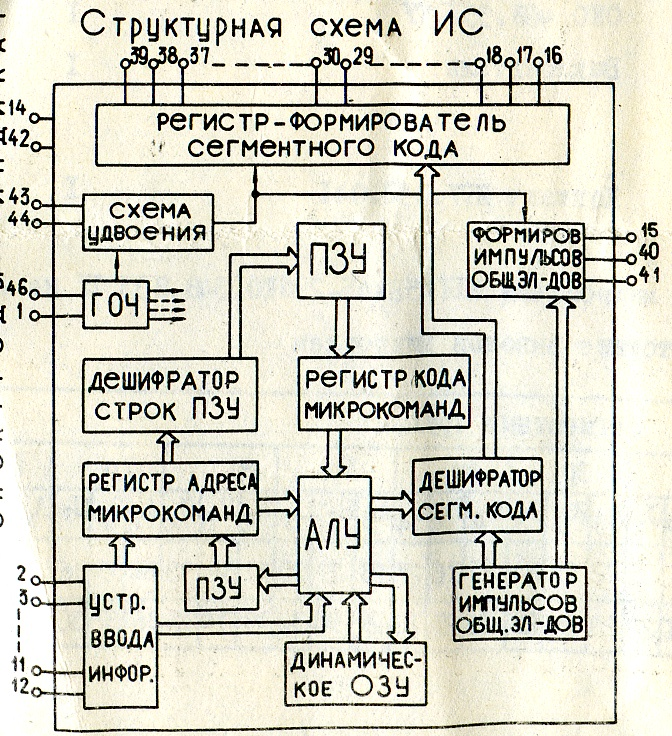 Структурная схема ИС
39 38 37 30 29 18 17 16
14
РЕГИСТР-ФОРМИРОВАТЕЛЬ
СЕГМЕНТНОГО КОДА
42
43
44
СХЕМА
УДВОЕНИЯ
ПЗУ
ФОРМИРОВ
ИМПУЛЬСОВ
ОБЩ.ЭЛ-ДОВ
15
40
41
46
1
ГОЧ
ДЕШИФРАТОР
СТРОК ПЗУ
РЕГИСТР КОДА
МИКРОКОМАНД
РЕГИСТР АДРЕСА
МИКРОКОМАНД
АЛУ
ДЕШИФРАТОР
СЕГМ. КОДА
2
3
11
12
УСТР.
ВВОДА
ИНФОР.
ПЗУ
ГЕНЕРАТОР
ИМПУЛЬСОВ
ОБЩ.ЭЛ-ДОВ
ДИНАМИЧЕС-
КОЕ ОЗУ